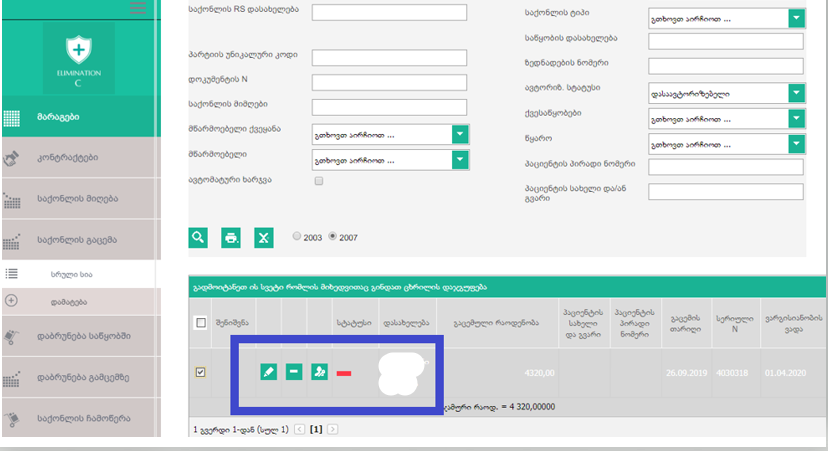 ELIMINATION
C
მარაგები
კონტრაქტები
საქონლის მიღება
საქონლის გაცემა
სრული სია
დამატება
დაბრუნება საწყობში
დაბრუნება გამცემზე
საქონლის ჩამოწერა
საქონლის RS დასახელება
პარტიის უნიკალური კოდი
დოკუმენტის N
საქონლის მიმღები
მწარმოებელი ქვეყანა
გთხოვთ აირჩიოთ ...
მწარმოებელი
გთხოვთ აირჩიოთ ...
ავტომატური ხარჯვა
საქონლის ტიპი
გთხოვთ აირჩიოთ ...
საწყობის დასახელება
ზედნადების ნომერი
ავტორიზ. სტატუსი
დასაავტორიზებელი
ქვესაწყობები
გთხოვთ აირჩიოთ ...
წყარო
გთხოვთ აირჩიოთ ...
პაციენტის პირადი ნომერი
პაციენტის სახელი და/ან
გვარი
2003 2007
გადმოიტანეთ ის სვეტი რომლის მიხედვითაც გინდათ ცხრილის დაჯგუფება
შენიშვნა სტატუსი დასახელება გაცემული რაოდენობა
პაციენტის
სახელი
და გვარი
პაციენტის
პირადი
ნომერი
გაცემის
თარიღი
სერიული
N
ვარგისიანობის
ვადა
4320,00 26.09.2019 4030318 01.04.2020
რაოდ. = 4 320,00000
1 გვერდი 1-დან (სულ 1) [1]